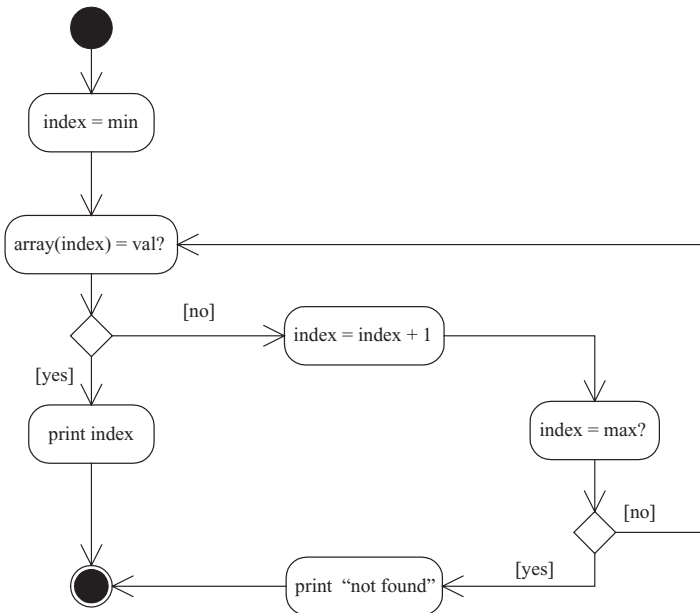 index = min
array(index) = val?
[no]
index = index + 1
[yes]
print index
index = max?
[no]
[yes]
print “not found”